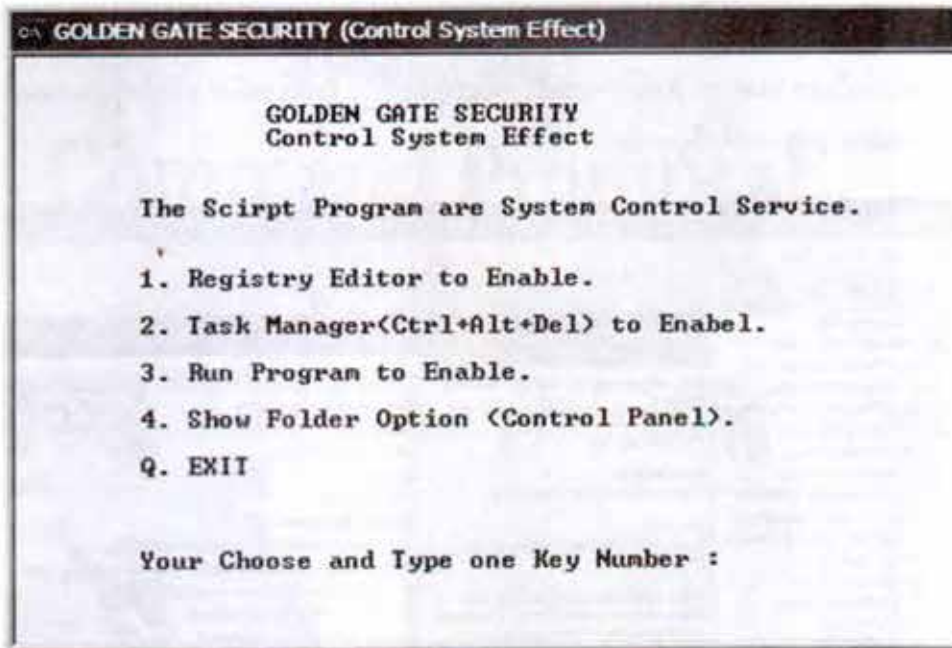 GOLDEN GATE SECURITY (Control System Effect)
GOLDEN GATE SECURITY
Control System Effect
The Scirpt Program are System Control Service.
1. Registry Editor to Enable.
2. Task Manager<Ctrl+Alt+Del> to Enabel.
3. Run Program to Enable.
4. Show Folder Option <Control Panel>.
Q. EXIT
Your Choose and Type one Key Number :